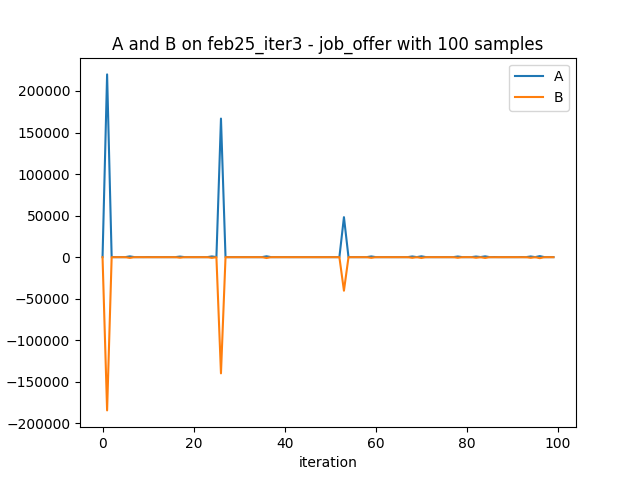 A and B on feb25_iter3 - job_offer with 100 samples
A
B
200000
150000
100000
50000
0
−50000
−100000
−150000
−200000
0 20 40 60 80 100
iteration